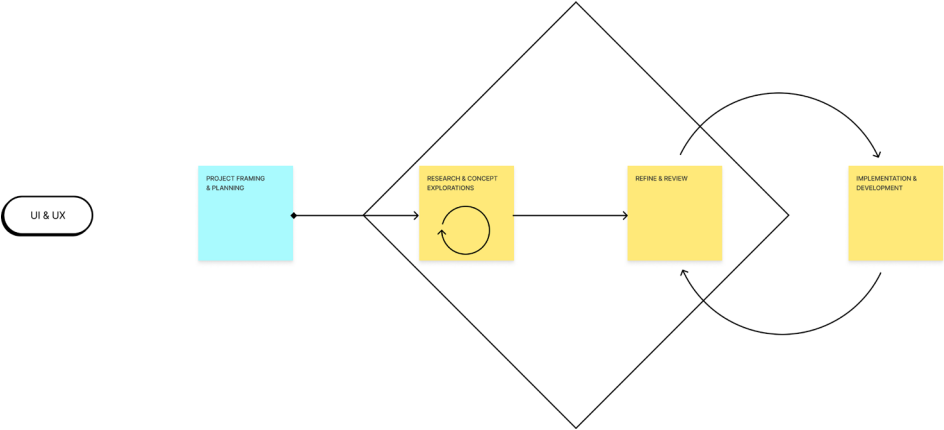 UI & UX
PROJECT FRAMING
& PLANNING
RESEARCH & CONCEPT
EXPLORATIONS
REFINE & REVIEW
IMPLEMENTATION &
DEVELOPMENT